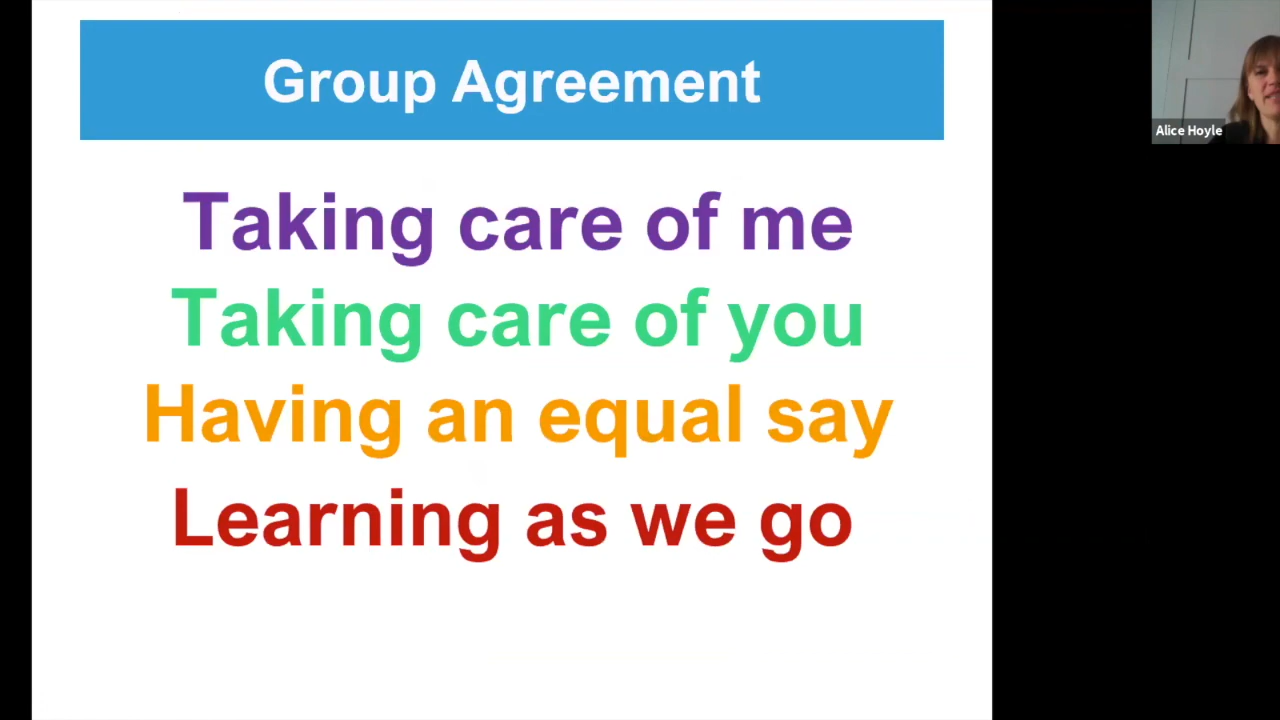 Group Agreement
Taking care of me
Taking care of you
Having an equal say
Learning as we go
Alice Hoyle